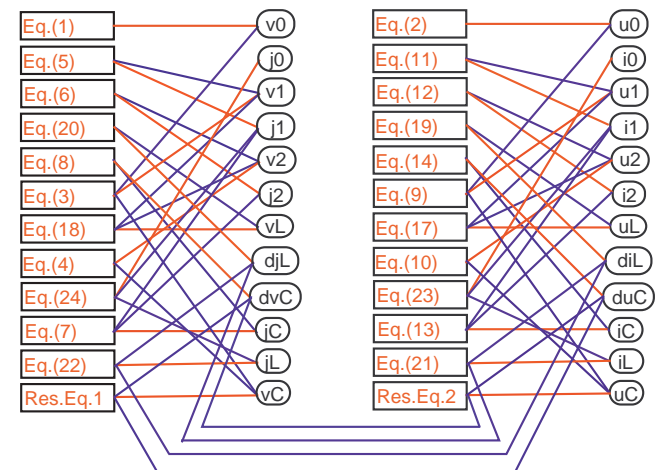 Eq.(1) v0 Eq.(2) u0
Eq.(5) j0 Eq.(11) i0
Eq.(6) v1 Eq.(12) u1
Eq.(20) j1 Eq.(19) i1
Eq.(8) v2 Eq.(14) u2
Eq.(3) j2 Eq.(9) i2
Eq.(18) vL Eq.(17) uL
Eq.(4) djL Eq.(10) diL
Eq.(24) dvC Eq.(23) duC
Eq.(7) jC Eq.(13) iC
Eq.(22) jL Eq.(21) iL
Res.Eq.1 vC Res.Eq.2 uC